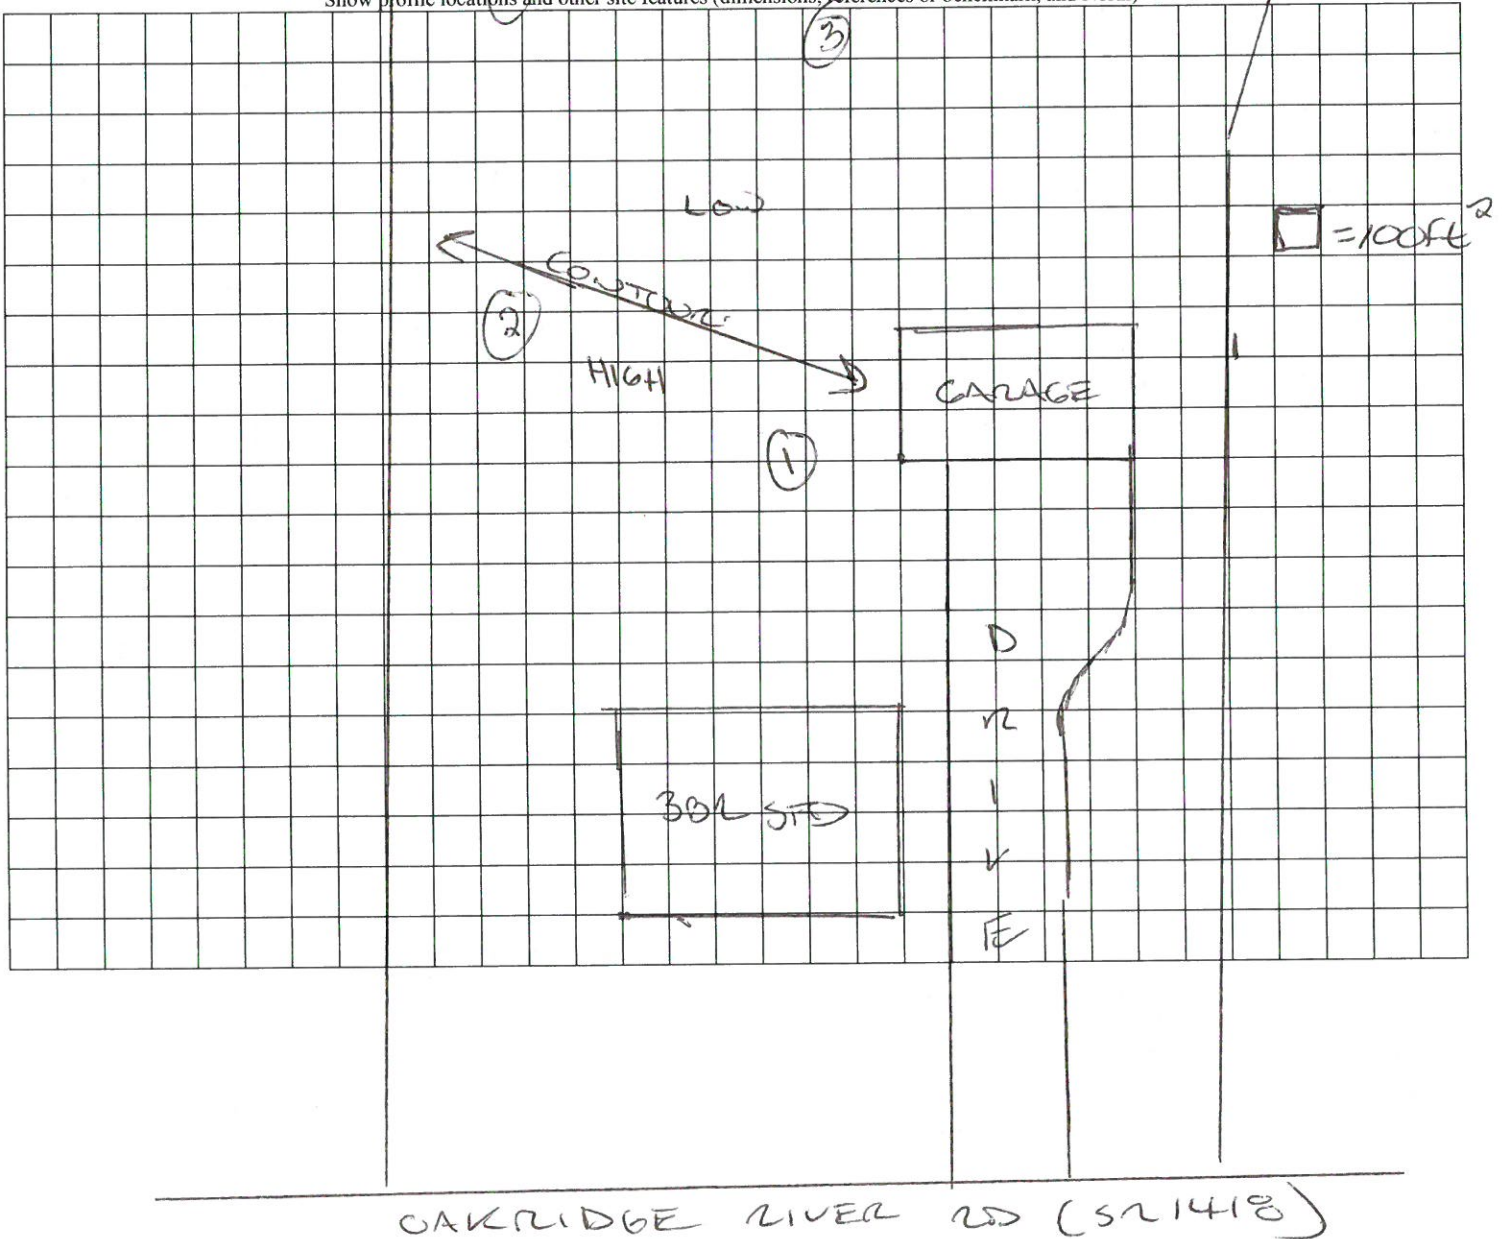 Show profile locations and other site features (dimensions, references or benchmark, and North)
3
LOW
=100ft²
CONTOUR
2
HIGH
GARAGE
1
DRIVE
3BR STD
OAKRIDGE RIVER RD (SR1418)